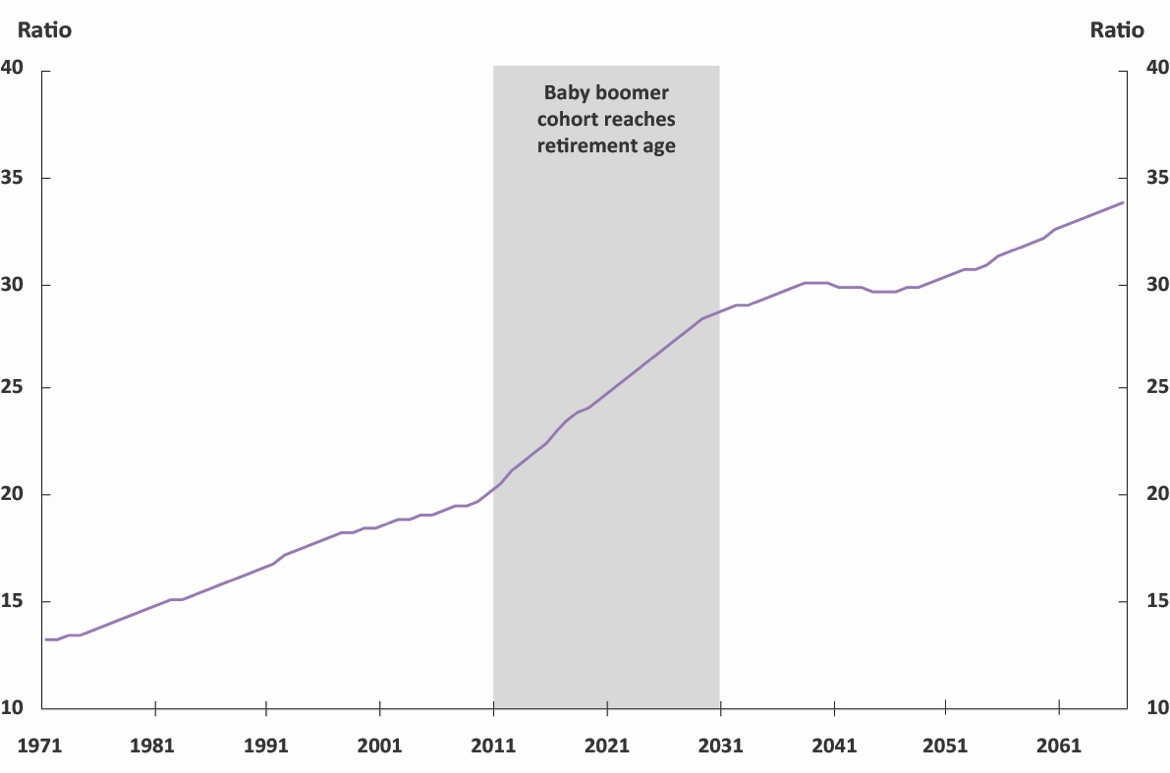 Ratio Ratio
40 40
Baby boomer
cohort reaches
retirement age
35 35
30 30
25 25
20 20
15 15
10 10
1971 1981 1991 2001 2011 2021 2031 2041 2051 2061